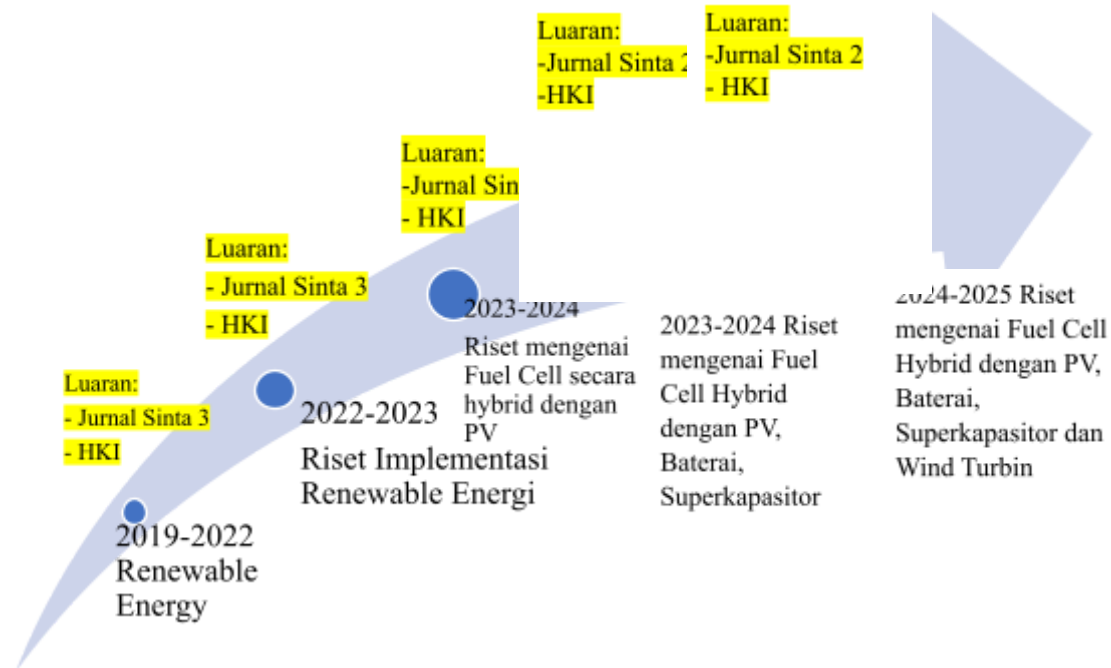 Luaran:
- Jurnal Sinta 3
- HKI
2019-2022
Renewable
Energy
Luaran:
- Jurnal Sinta 3
- HKI
2022-2023
Riset Implementasi
Renewable Energi
Luaran:
-Jurnal Sin
- HKI
2023-2024
Riset mengenai
Fuel Cell secara
hybrid dengan
PV
Luaran:
-Jurnal Sinta 2
-HKI
2023-2024 Riset
mengenai Fuel
Cell Hybrid
dengan PV,
Baterai,
Superkapasitor
Luaran:
-Jurnal Sinta 2
- HKI
2024-2025 Riset
mengenai Fuel Cell
Hybrid dengan PV,
Baterai,
Superkapasitor dan
Wind Turbin